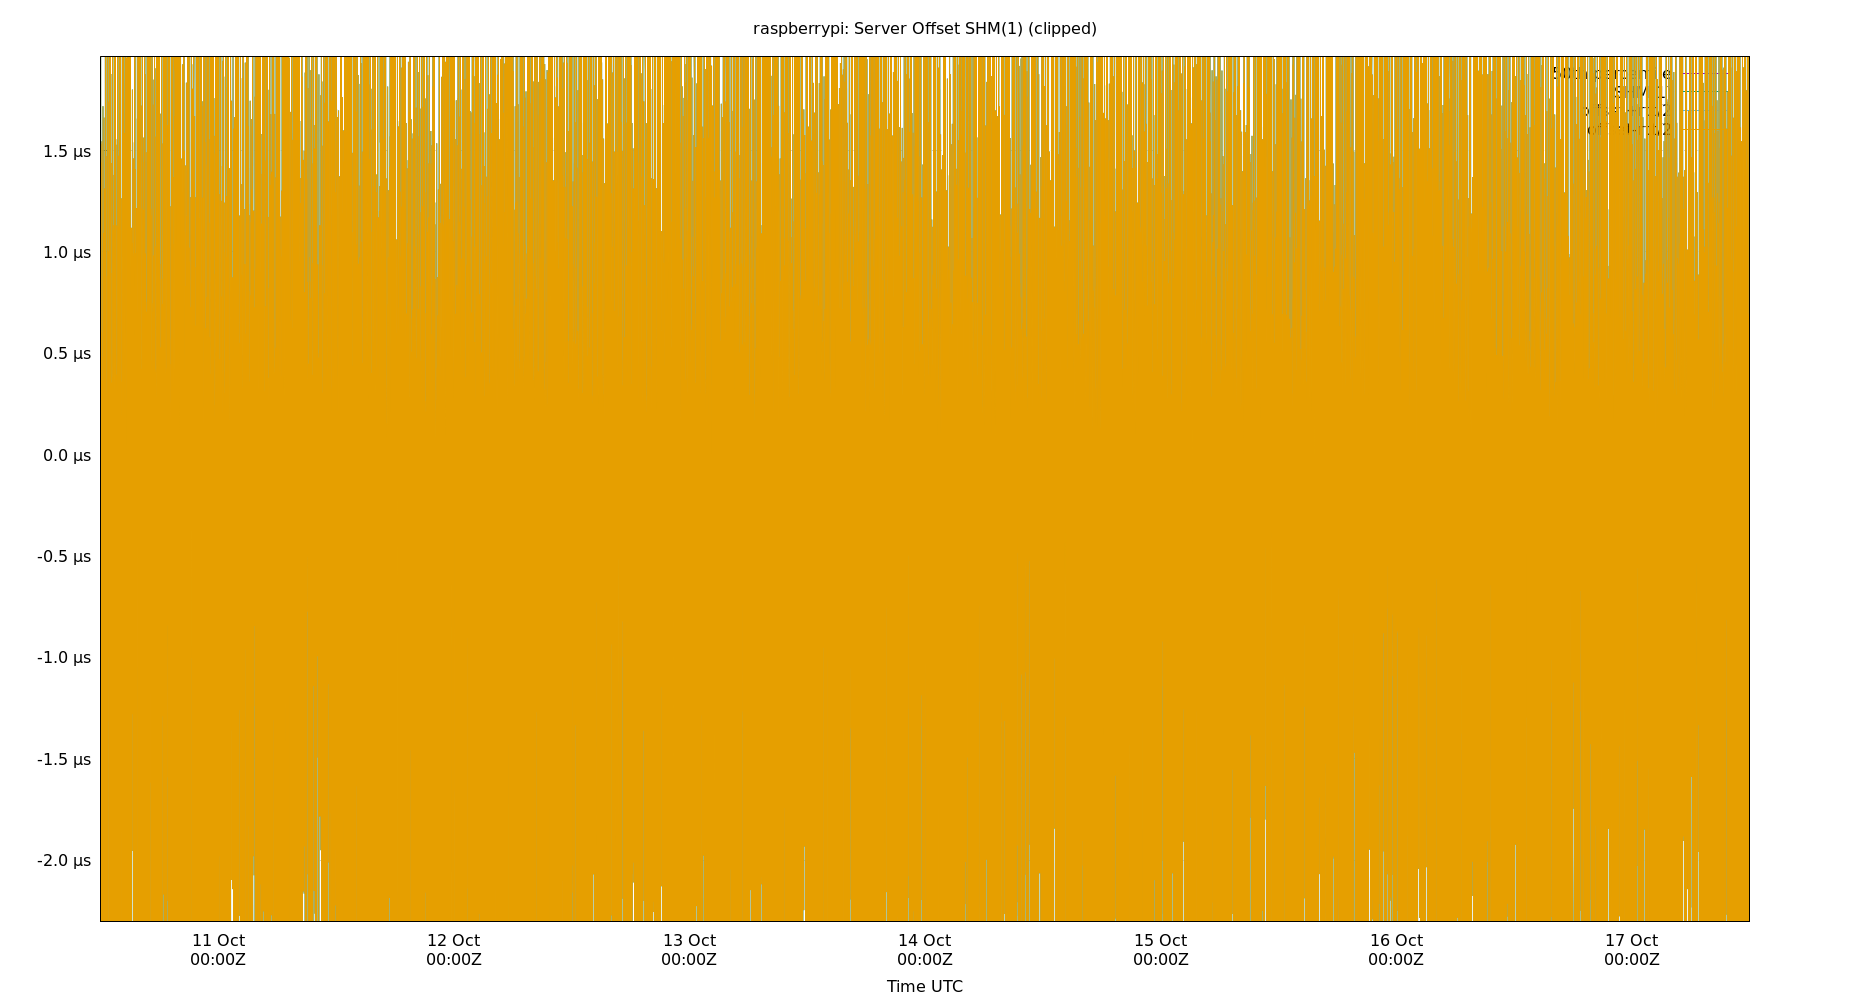 raspberrypi: Server Offset SHM(1) (clipped)
1.5 µs
1.0 µs
0.5 µs
0.0 µs
-0.5 µs
-1.0 µs
-1.5 µs
-2.0 µs
11 Oct 12 Oct 13 Oct 14 Oct 15 Oct 16 Oct 17 Oct
00:00Z 00:00Z 00:00Z 00:00Z 00:00Z 00:00Z 00:00Z
Time UTC